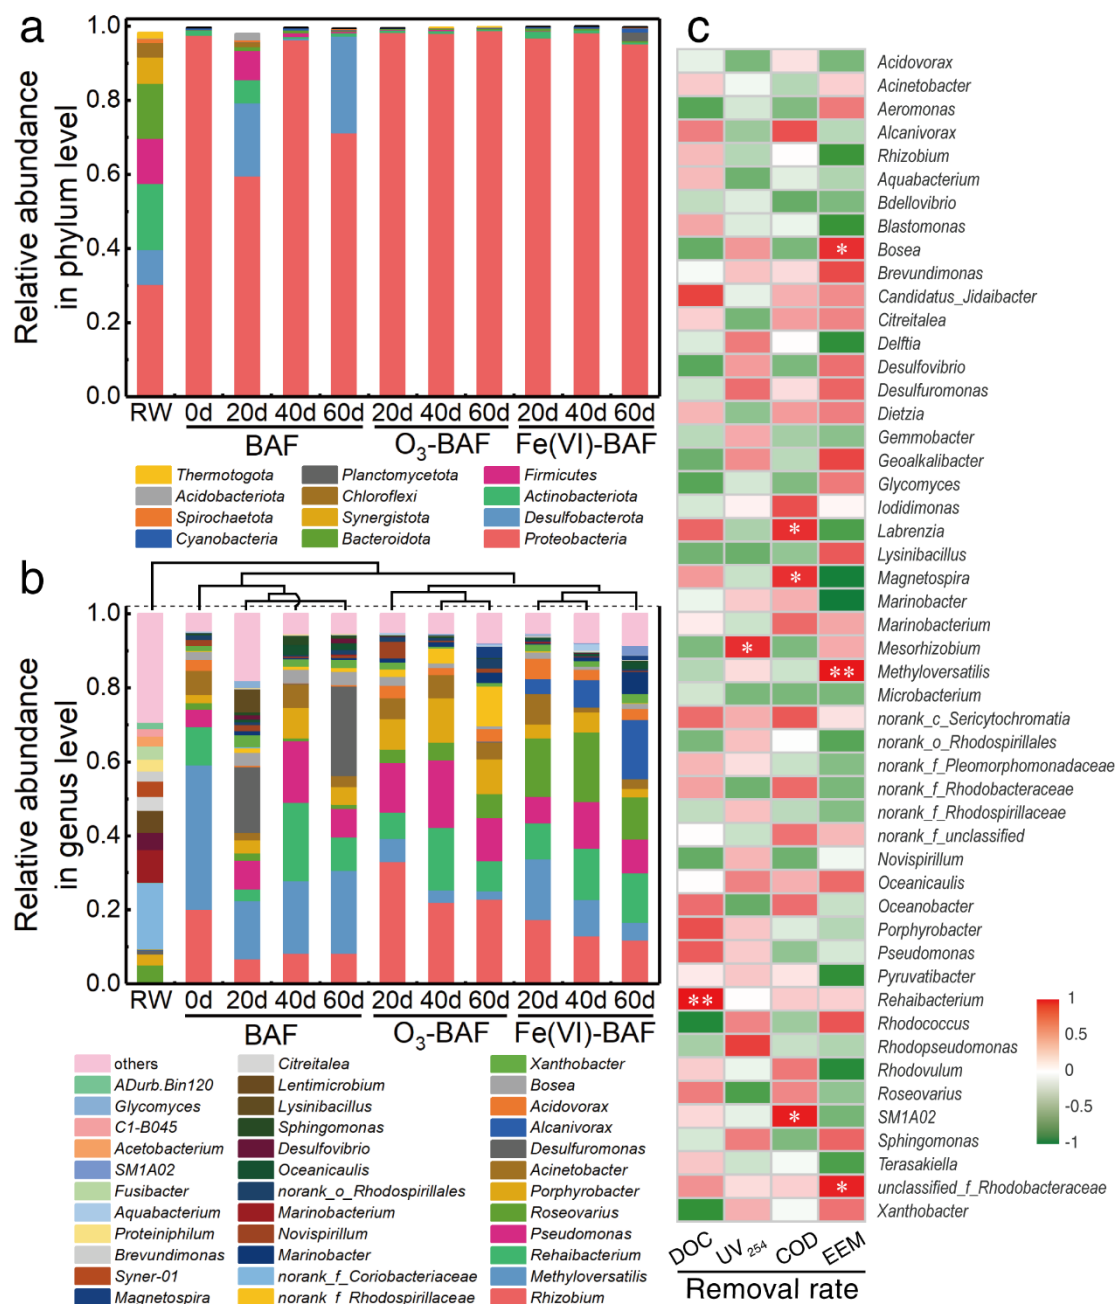 a
Relative abundance
in phylum level
1.0
0.8
0.6
0.4
0.2
0.0
RW 0d 20d 40d 60d 20d 40d 60d 20d 40d 60d
BAF O3-BAF Fe(VI)-BAF
Thermotogota Planctomycetota Firmicutes
Acidobacteriota Chloroflexi Actinobacteriota
Spirochaetota Synergistota Desulfobacterota
Cyanobacteria Bacteroidota Proteobacteria
b
Relative abundance
in genus level
1.0
0.8
0.6
0.4
0.2
0.0
RW 0d 20d 40d 60d 20d 40d 60d 20d 40d 60d
BAF O3-BAF Fe(VI)-BAF
others Citreitalea Xanthobacter
ADurb.Bin120 Lentimicrobium Bosea
Glycomyces Lysinibacillus Acidovorax
C1-B045 Sphingomonas Alcanivorax
Acetobacterium Desulfovibrio Desulfuromonas
SM1A02 Oceanicaulis Acinetobacter
Fusibacter norank_o_Rhodospirillales Porphyrobacter
Aquabacterium Marinobacterium Roseovarius
Proteiniphilum Novispirillum Pseudomonas
Brevundimonas Marinobacter Rehaibacterium
Syner-01 norank_f_Coriobacteriaceae Methyloversatilis
Magnetospira norank_f_Rhodospirillaceae Rhizobium
c
Acidovorax
Acinetobacter
Aeromonas
Alcanivorax
Rhizobium
Aquabacterium
Bdellovibrio
Blastomonas
* Bosea
Brevundimonas
Candidatus_Jidaibacter
Citreitalea
Delftia
Desulfovibrio
Desulfuromonas
Dietzia
Gemmobacter
Geoalkalibacter
Glycomyces
Iodidimonas
* Labrenzia
Lysinibacillus
* Magnetospira
Marinobacter
Marinobacterium
* Mesorhizobium
** Methyloversatilis
Microbacterium
norank_c_Sericytochromatia
norank_o_Rhodospirillales
norank_f_Pleomorphomonadaceae
norank_f_Rhodobacteraceae
norank_f_Rhodospirillaceae
norank_f_unclassified
Novispirillum
Oceanicaulis
Oceanobacter
Porphyrobacter
Pseudomonas
Pyruvatibacter
** Rehaibacterium
Rhodococcus
Rhodopseudomonas
Rhodovulum
Roseovarius
* SM1A02
Sphingomonas
Terasakiella
* unclassified_f_Rhodobacteraceae
Xanthobacter
DOC UV254 COD EEM
Removal rate
1
0.5
0
-0.5
-1